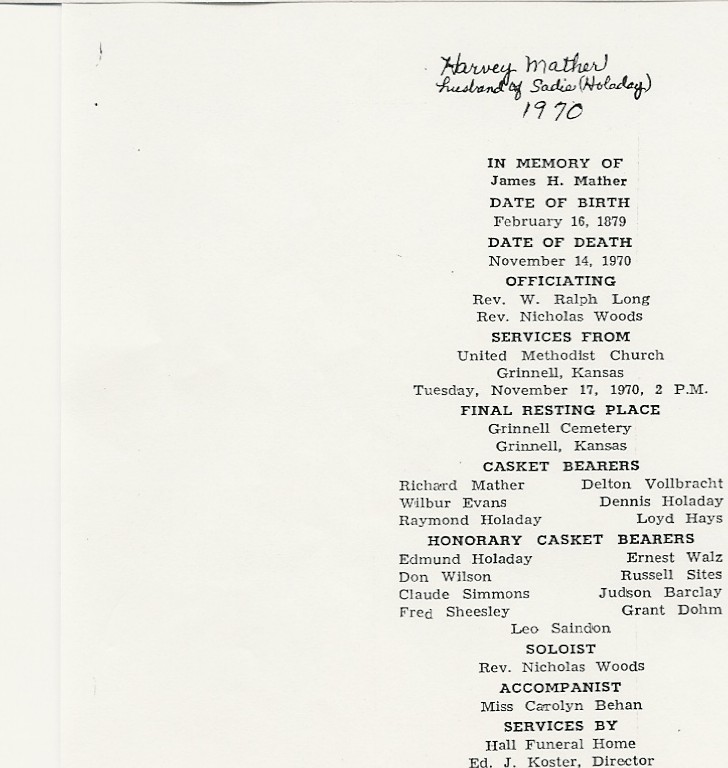 Harvey Mather
husband of Sadie (Holaday)
1970
IN MEMORY OF
James H. Mather
DATE OF BIRTH
February 16, 1879
DATE OF DEATH
November 14, 1970
OFFICIATING
Rev. W. Ralph Long
Rev. Nicholas Woods
SERVICES FROM
United Methodist Church
Grinnell, Kansas
Tuesday, November 17, 1970, 2 P.M.
FINAL RESTING PLACE
Grinnell Cemetery
Grinnell, Kansas
CASKET BEARERS
Richard Mather Delton Vollbracht
Wilbur Evans Dennis Holaday
Raymond Holaday Loyd Hays
HONORARY CASKET BEARERS
Edmund Holaday Ernest Walz
Don Wilson Russell Sites
Claude Simmons Judson Barclay
Fred Sheesley Grant Dohm
Leo Saindon
SOLOIST
Rev. Nicholas Woods
ACCOMPANIST
Miss Carolyn Behan
SERVICES BY
Hall Funeral Home
Ed. J. Koster, Director